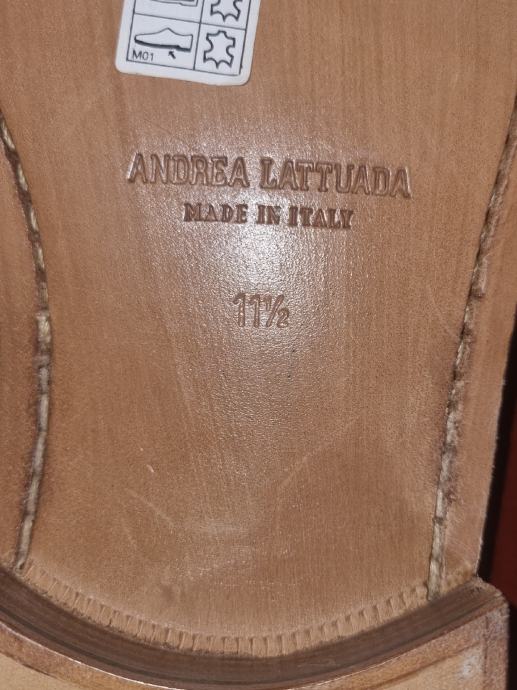 M01
ANDREA LATTUADA
MADE IN ITALY
11½